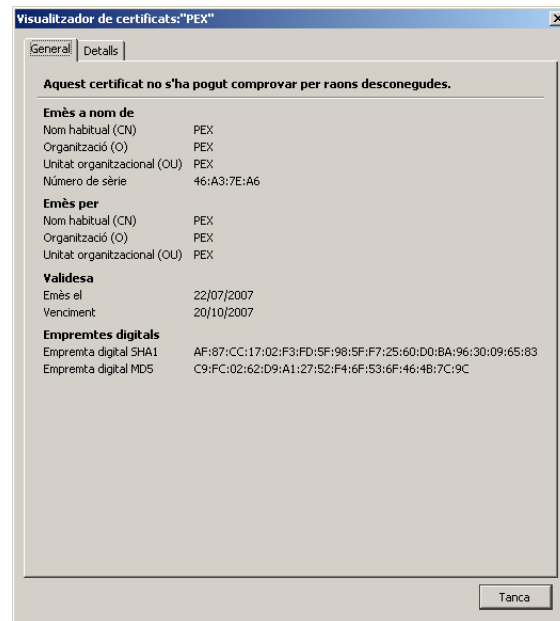 Visualitzador de certificats:"PEX"
General Detalls
Aquest certificat no s'ha pogut comprovar per raons desconegudes.
Emès a nom de
Nom habitual (CN) PEX
Organització (O) PEX
Unitat organitzacional (OU) PEX
Número de sèrie 46:A3:7E:A6
Emès per
Nom habitual (CN) PEX
Organització (O) PEX
Unitat organitzacional (OU) PEX
Validesa
Emès el 22/07/2007
Venciment 20/10/2007
Empremtes digitals
Empremta digital SHA1 AF:87:CC:17:02:F3:FD:5F:98:5F:F7:25:60:D0:BA:96:30:09:65:83
Empremta digital MD5 C9:FC:02:62:D9:A1:27:52:F4:6F:53:6F:46:4B:7C:9C
Tanca